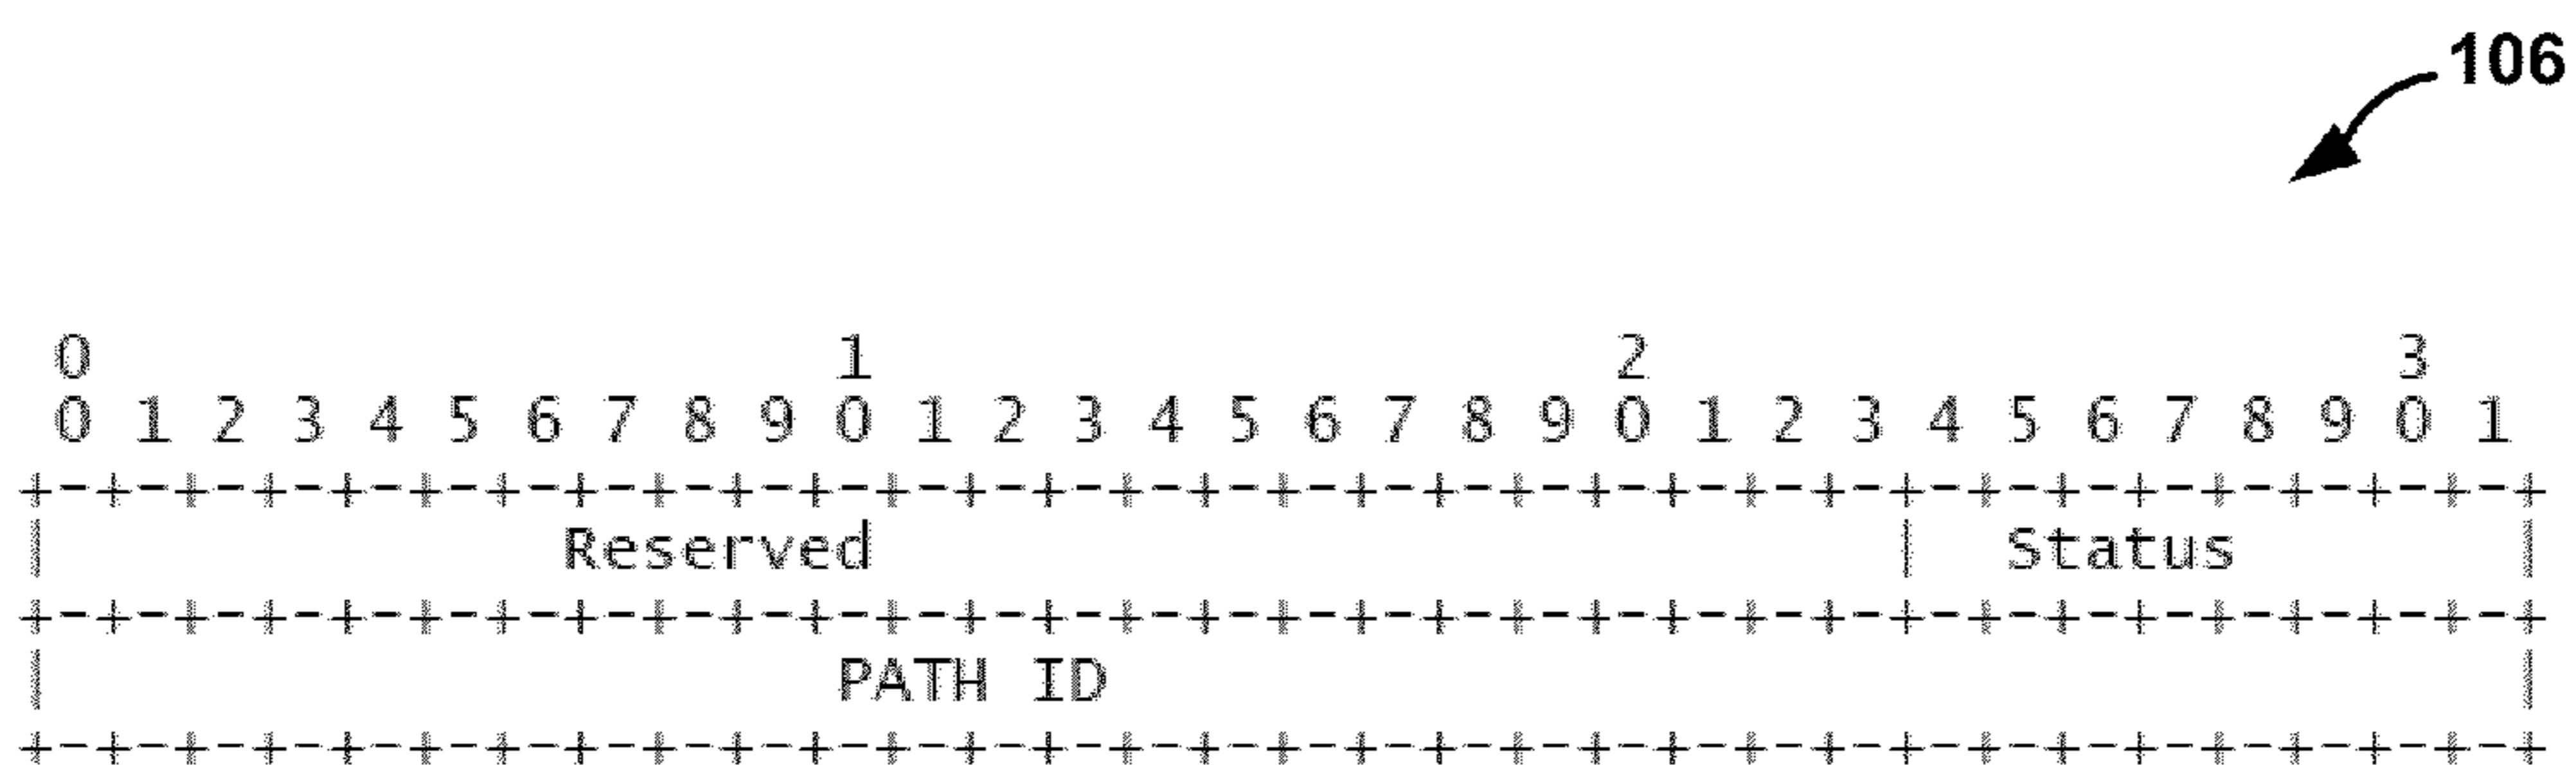 106
0                   1                   2                   3
0 1 2 3 4 5 6 7 8 9 0 1 2 3 4 5 6 7 8 9 0 1 2 3 4 5 6 7 8 9 0 1
+-+-+-+-+-+-+-+-+-+-+-+-+-+-+-+-+-+-+-+-+-+-+-+-+-+-+-+-+-+-+-+-+
|             Reserved                          |  Status       |
+-+-+-+-+-+-+-+-+-+-+-+-+-+-+-+-+-+-+-+-+-+-+-+-+-+-+-+-+-+-+-+-+
|                    PATH ID                                    |
+-+-+-+-+-+-+-+-+-+-+-+-+-+-+-+-+-+-+-+-+-+-+-+-+-+-+-+-+-+-+-+-+